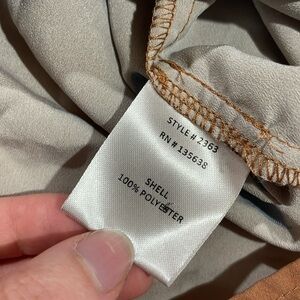 STYLE # 2363
RN # 135638
SHELL
100% POLYESTER